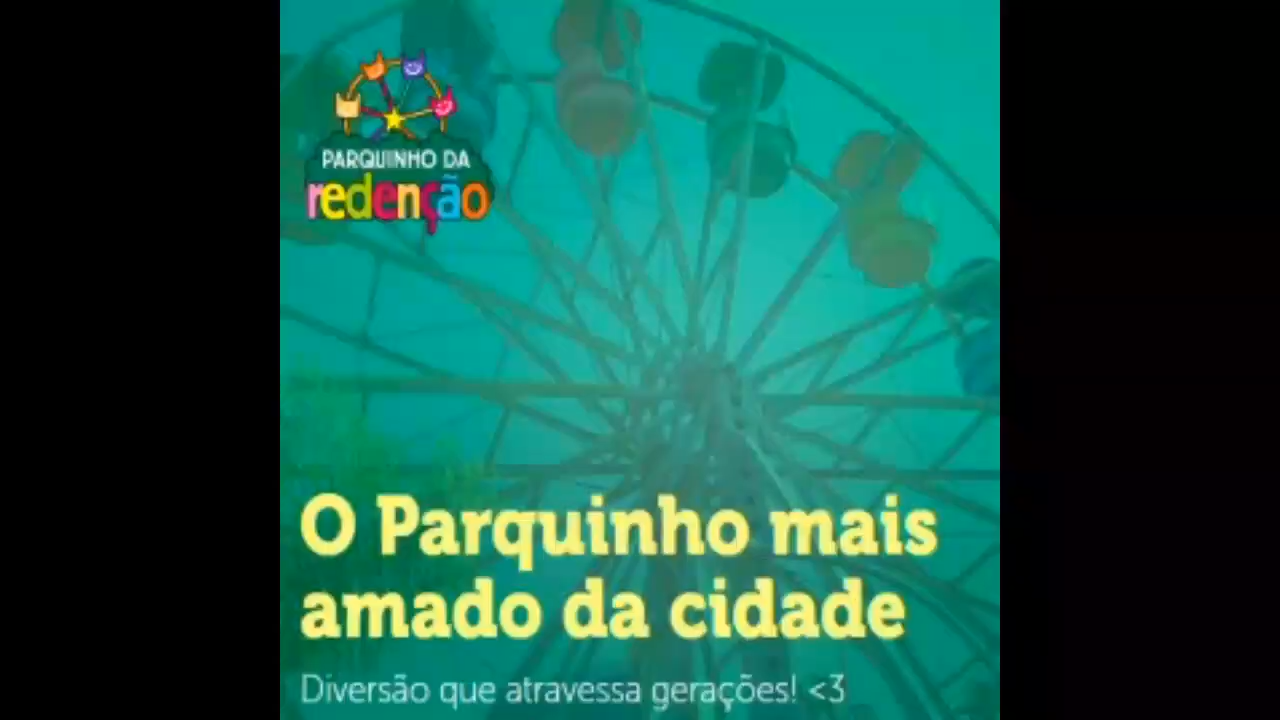 PARQUINHO DA
redenção
O Parquinho mais
amado da cidade
Diversão que atravessa gerações! <3